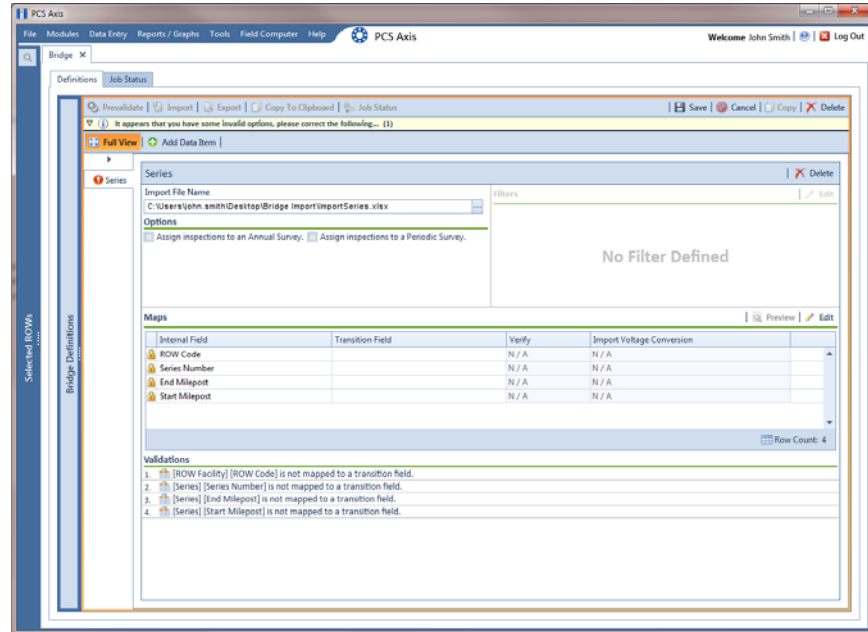 PCS Axis
File Modules Data Entry Reports / Graphs Tools Field Computer Help PCS Axis Welcome John Smith | Log Out
Bridge
Definitions Job Status
Prevalidate | Import | Export | Copy To Clipboard | Job Status | Save | Cancel | Copy | Delete
It appears that you have some invalid options, please correct the following... (1)
Full View | Add Data Item |
Series
Series | Delete
Import File Name
C:\Users\john.smith\Desktop\Bridge Import\ImportSeries.xlsx ...
Options
Assign inspections to an Annual Survey. Assign inspections to a Periodic Survey.
Filters | Edit
No Filter Defined
Maps | Preview | Edit
Internal Field Transition Field Verify Import Voltage Conversion
ROW Code N / A N / A
Series Number N / A N / A
End Milepost N / A N / A
Start Milepost N / A N / A
Row Count: 4
Validations
1. [ROW Facility] [ROW Code] is not mapped to a transition field.
2. [Series] [Series Number] is not mapped to a transition field.
3. [Series] [End Milepost] is not mapped to a transition field.
4. [Series] [Start Milepost] is not mapped to a transition field.
Selected ROWs
Bridge Definitions